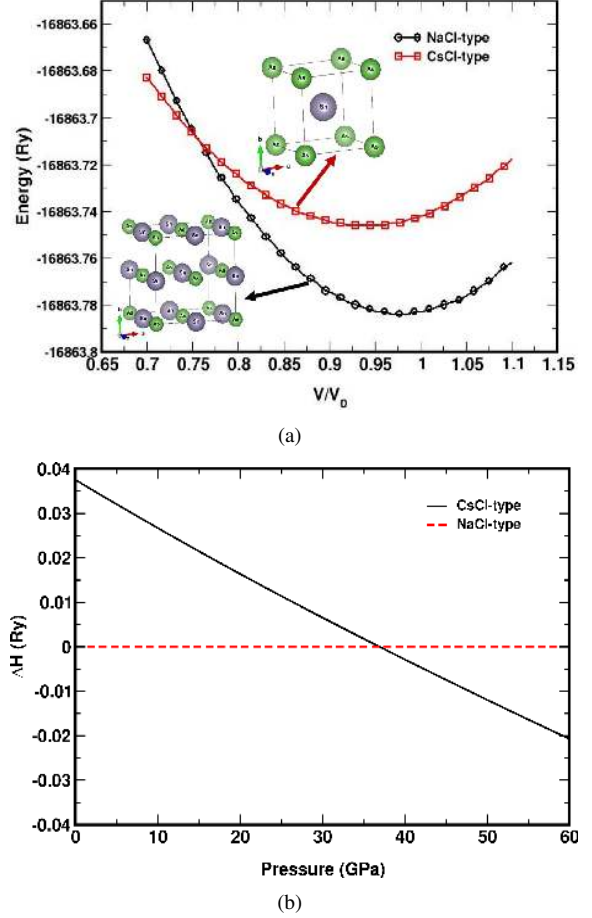 -16863.66
-16863.68
-16863.7
-16863.72
-16863.74
-16863.76
-16863.78
-16863.8
Energy (Ry)
NaCl-type
CsCl-type
0.65 0.7 0.75 0.8 0.85 0.9 0.95 1 1.05 1.1 1.15
V/V0
(a)
0.04
0.03
0.02
0.01
0
-0.01
-0.02
-0.03
-0.04
ΔH (Ry)
CsCl-type
NaCl-type
0 10 20 30 40 50 60
Pressure (GPa)
(b)